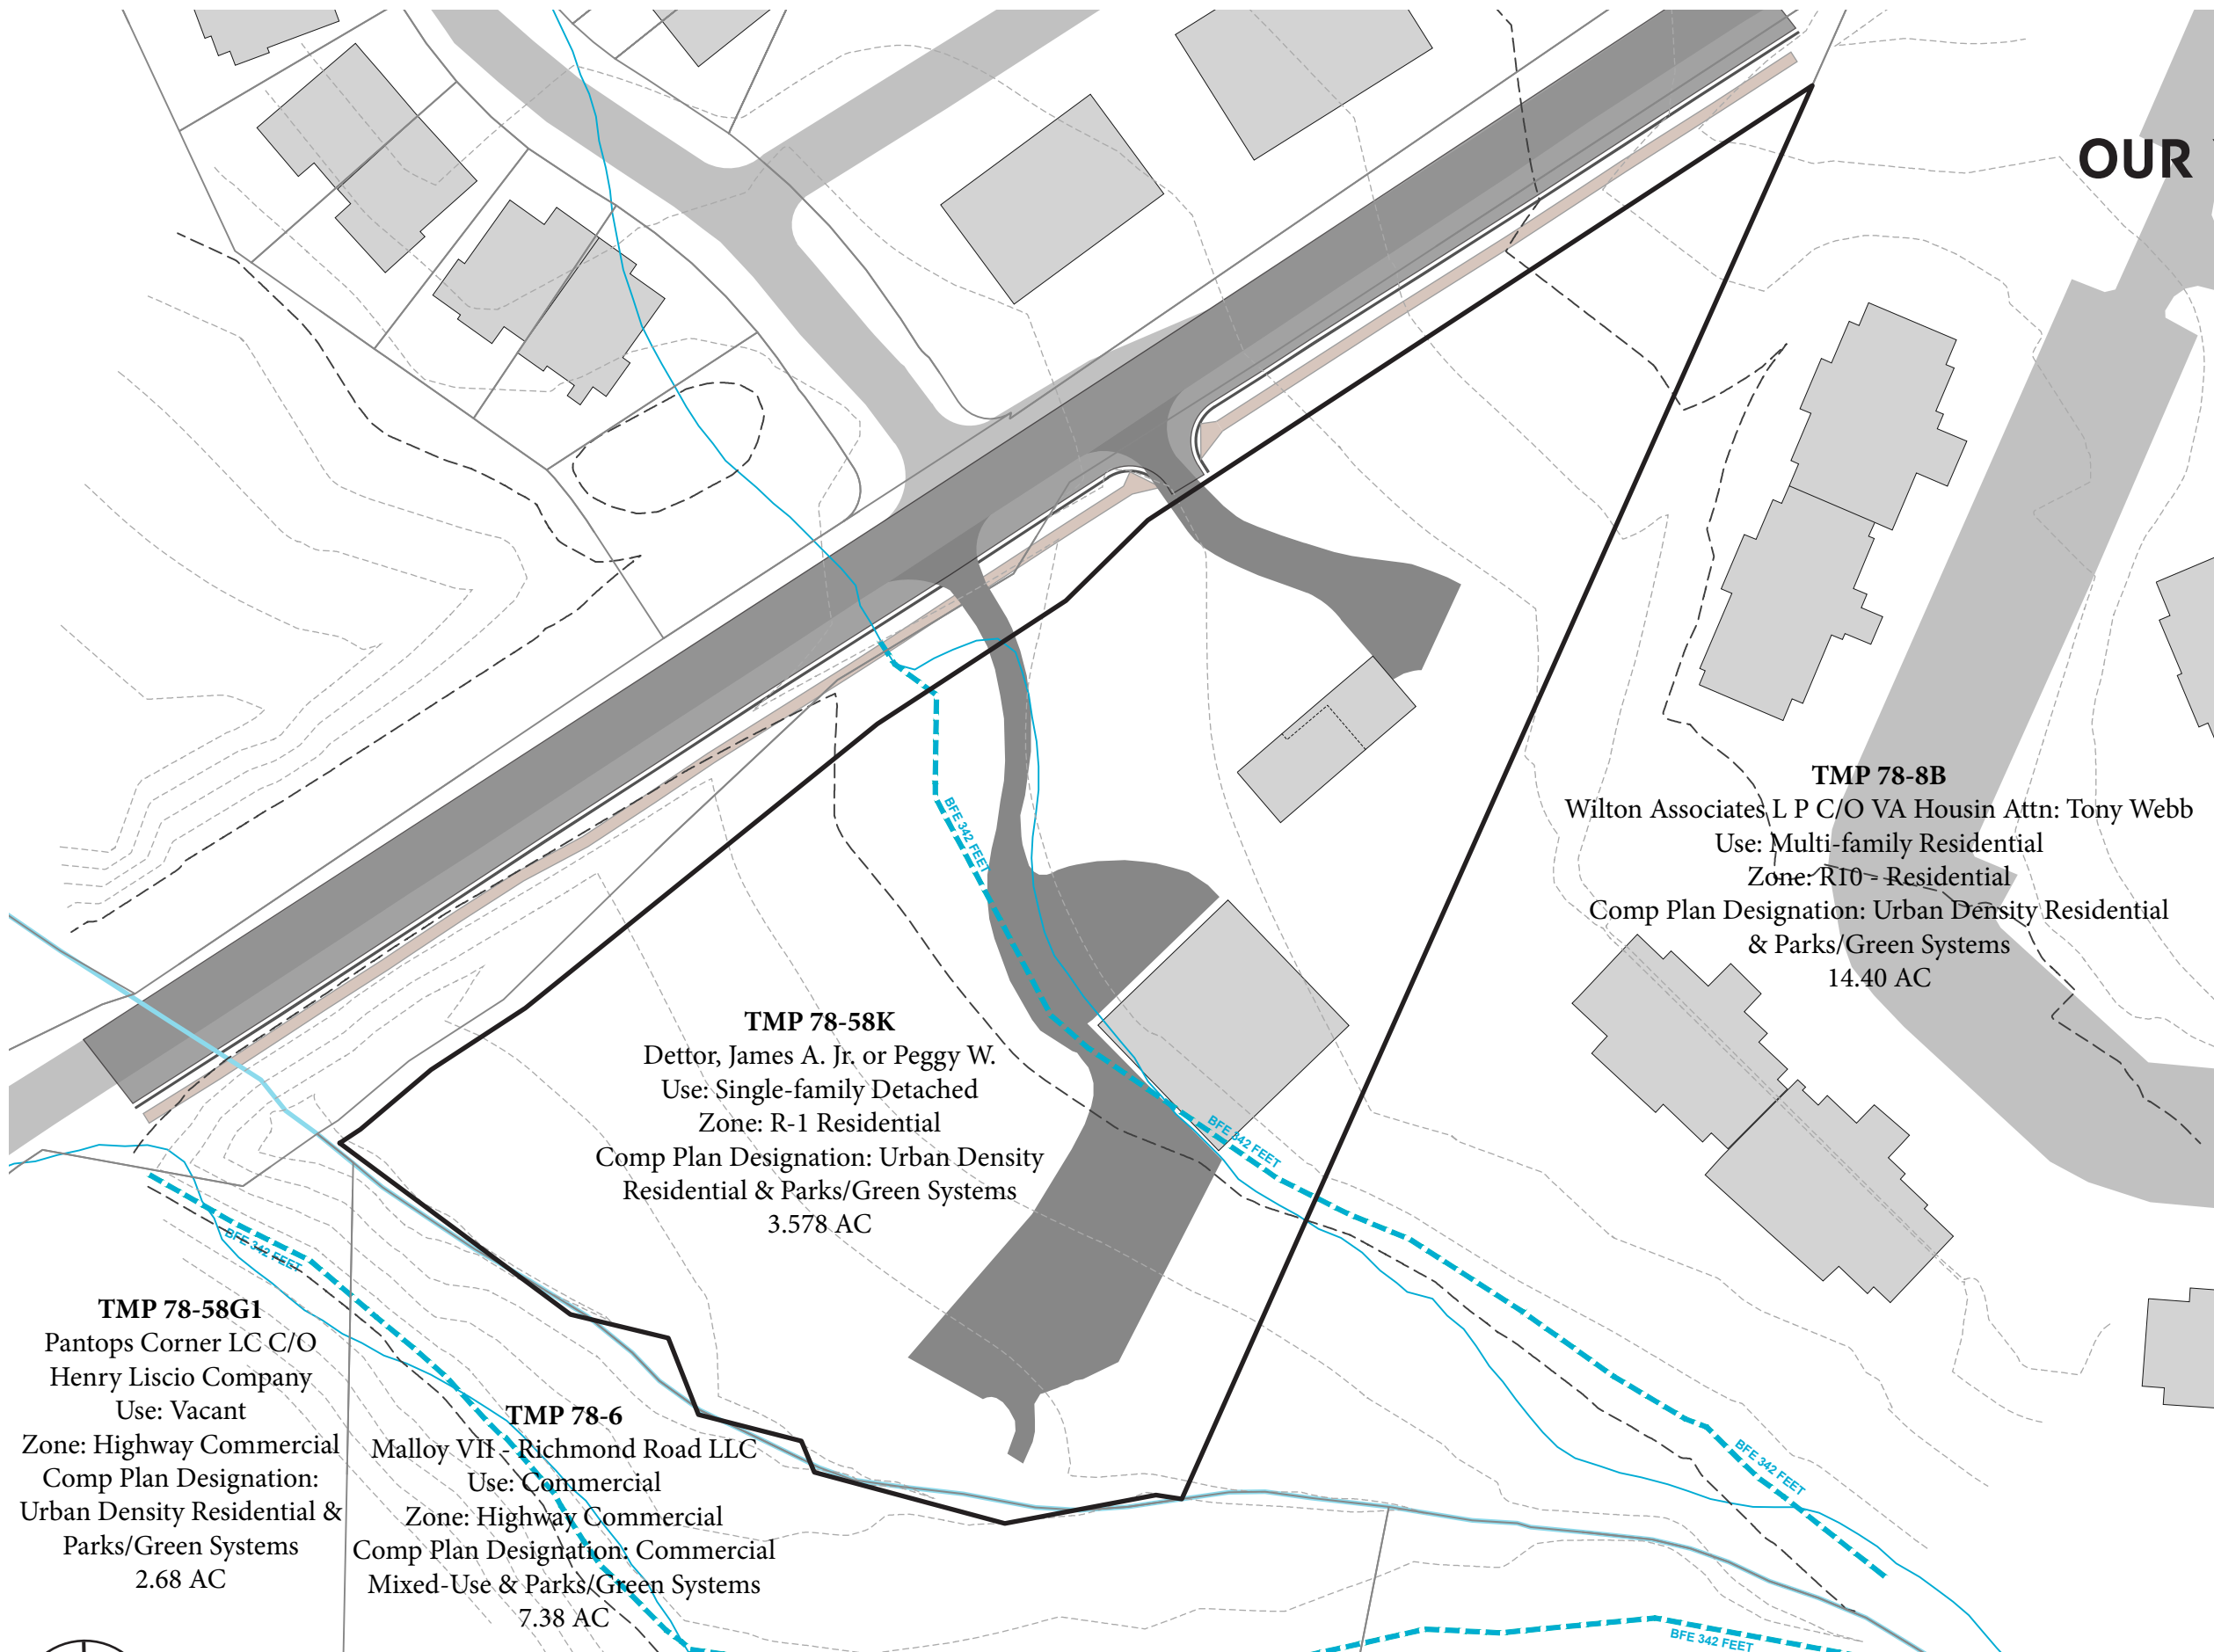 OUR
BFE 342 FEET
TMP 78-8B
Wilton Associates L P C/O VA Housin Attn: Tony Webb
Use: Multi-family Residential
Zone: R10 - Residential
Comp Plan Designation: Urban Density Residential
& Parks/Green Systems
14.40 AC
TMP 78-58K
Dettor, James A. Jr. or Peggy W.
Use: Single-family Detached
Zone: R-1 Residential
Comp Plan Designation: Urban Density
Residential & Parks/Green Systems
3.578 AC
BFE 342 FEET
BFE 342 FEET
TMP 78-58G1
Pantops Corner LC C/O
Henry Liscio Company
Use: Vacant
Zone: Highway Commercial
Comp Plan Designation:
Urban Density Residential &
Parks/Green Systems
2.68 AC
TMP 78-6
Malloy VII - Richmond Road LLC
Use: Commercial
Zone: Highway Commercial
Comp Plan Designation: Commercial
Mixed-Use & Parks/Green Systems
7.38 AC
BFE 342 FEET
BFE 342 FEET